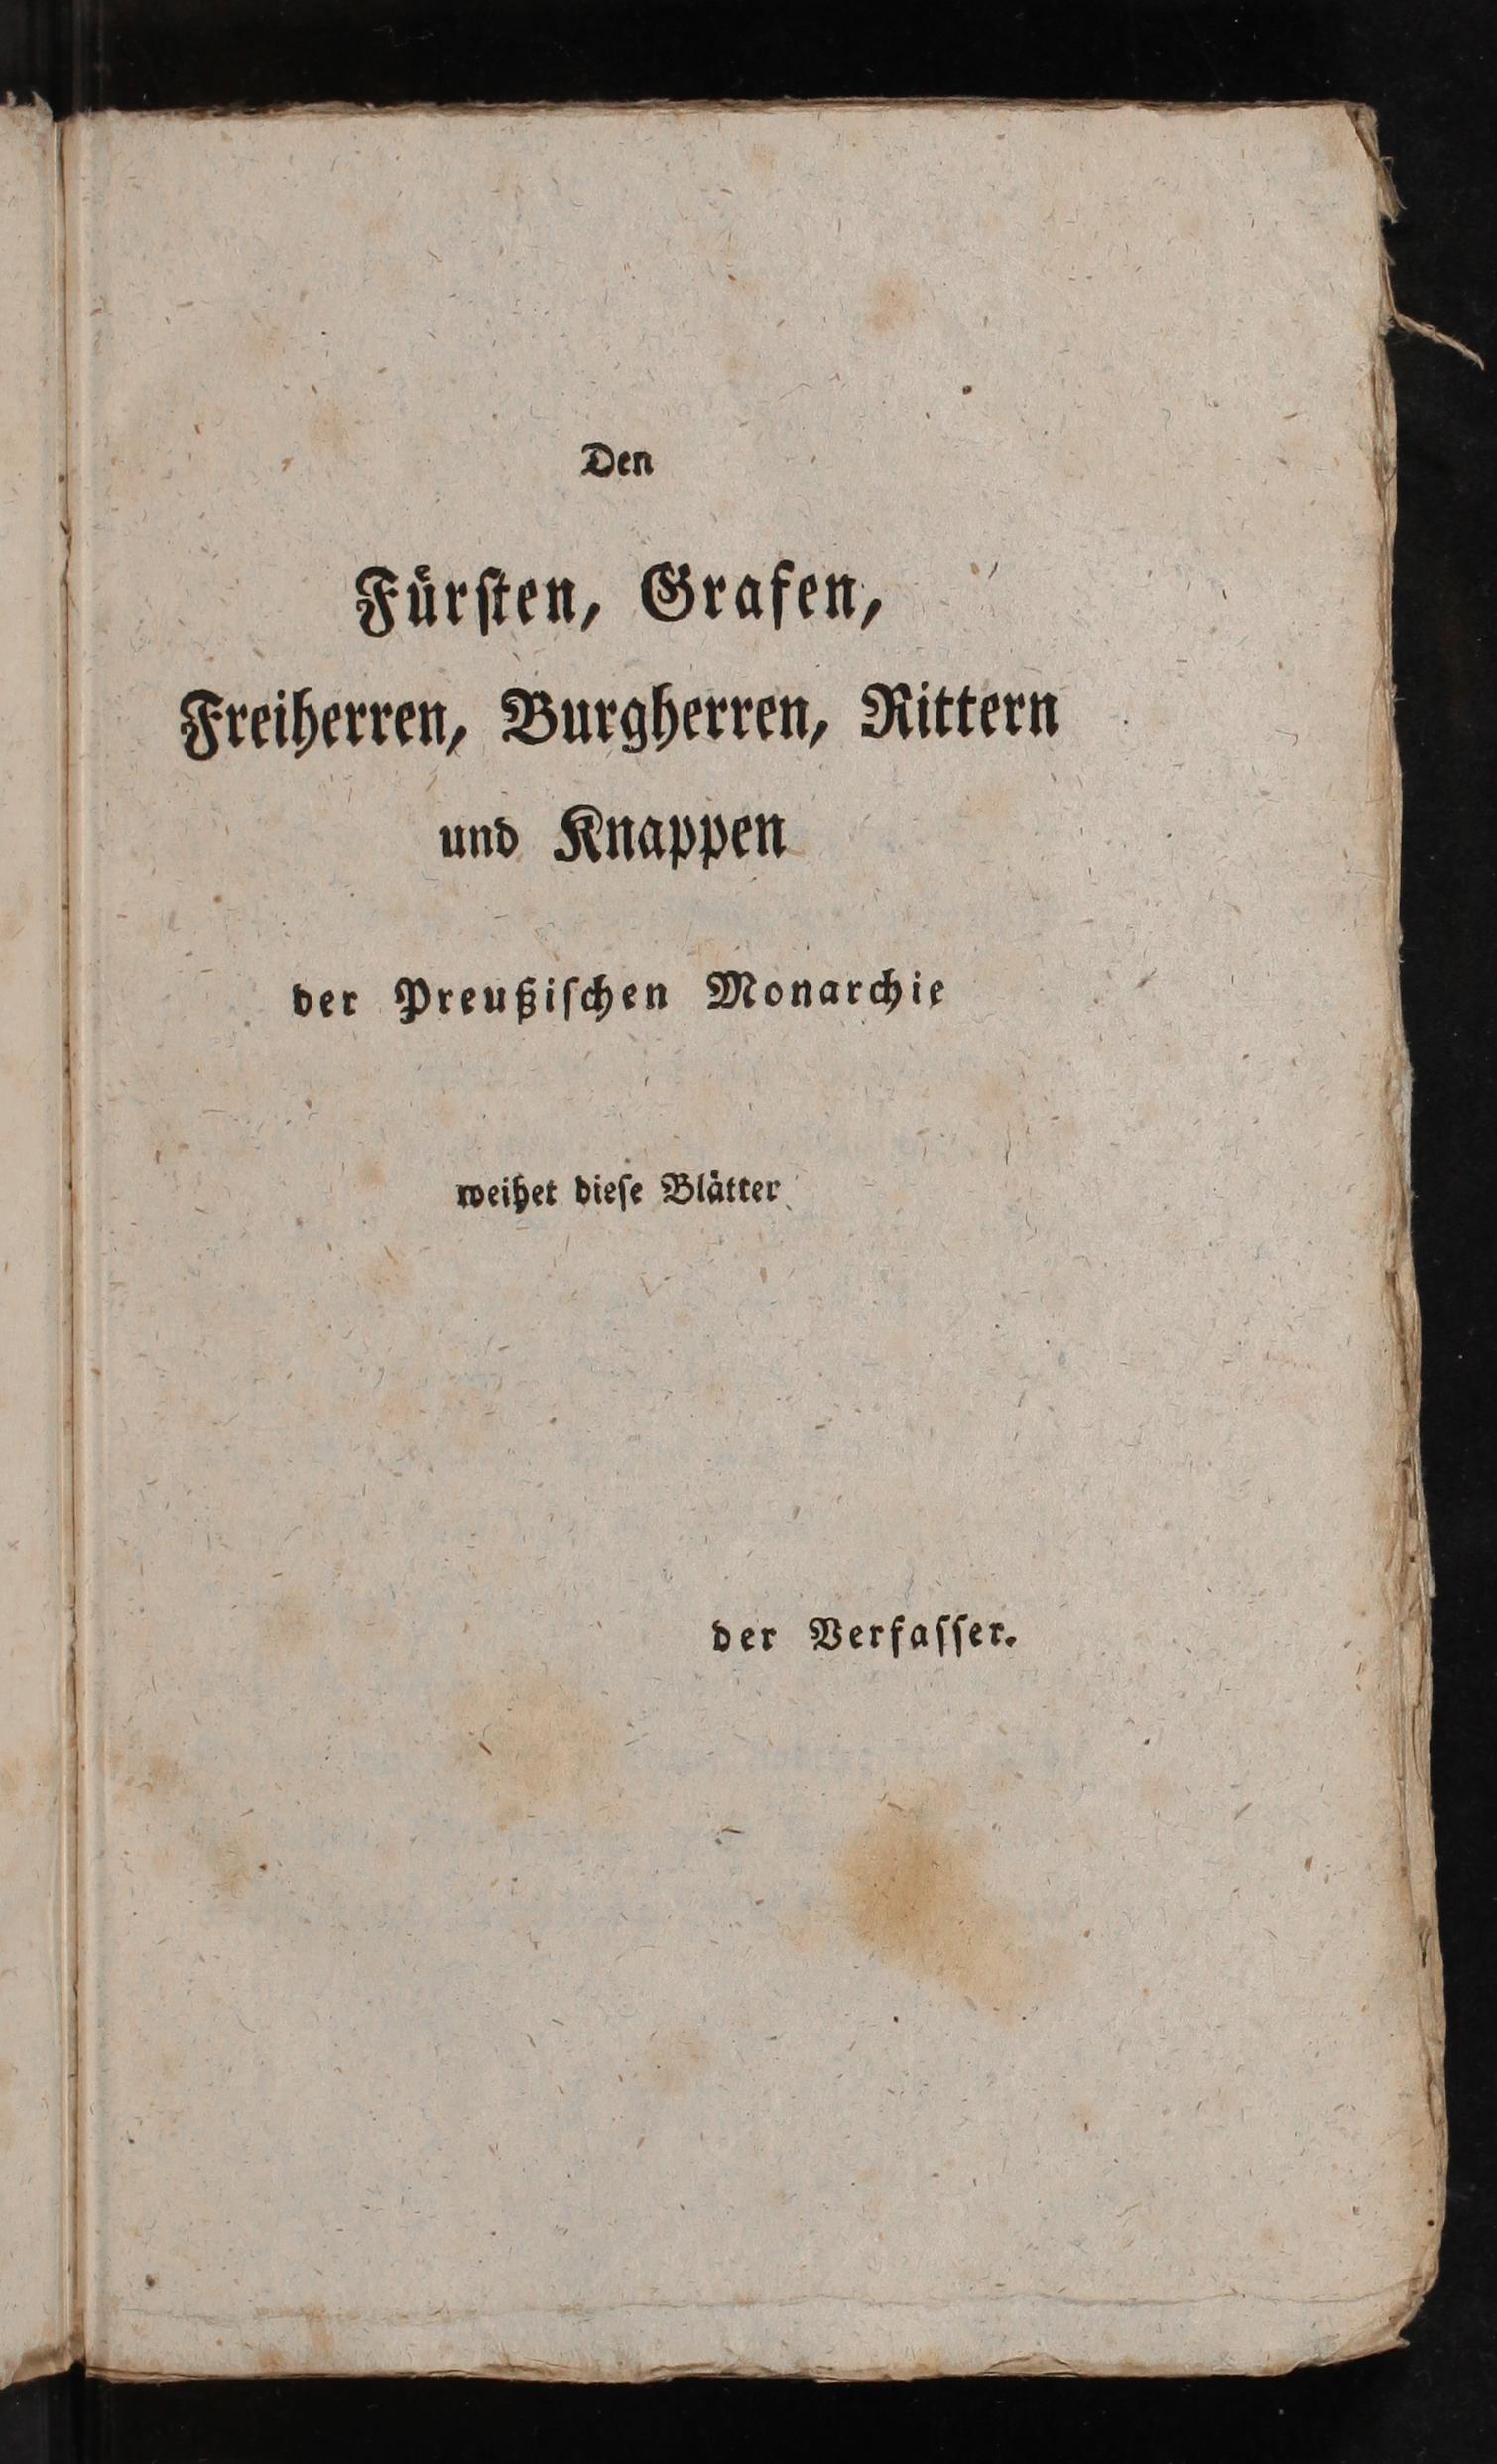 Den
Fürſten, Grafen,
Freiherren, Burgherren, Rittern
und Knappen
der Preußiſchen Monarchie
weihet dieſe Blätter
der Verfaſſer.